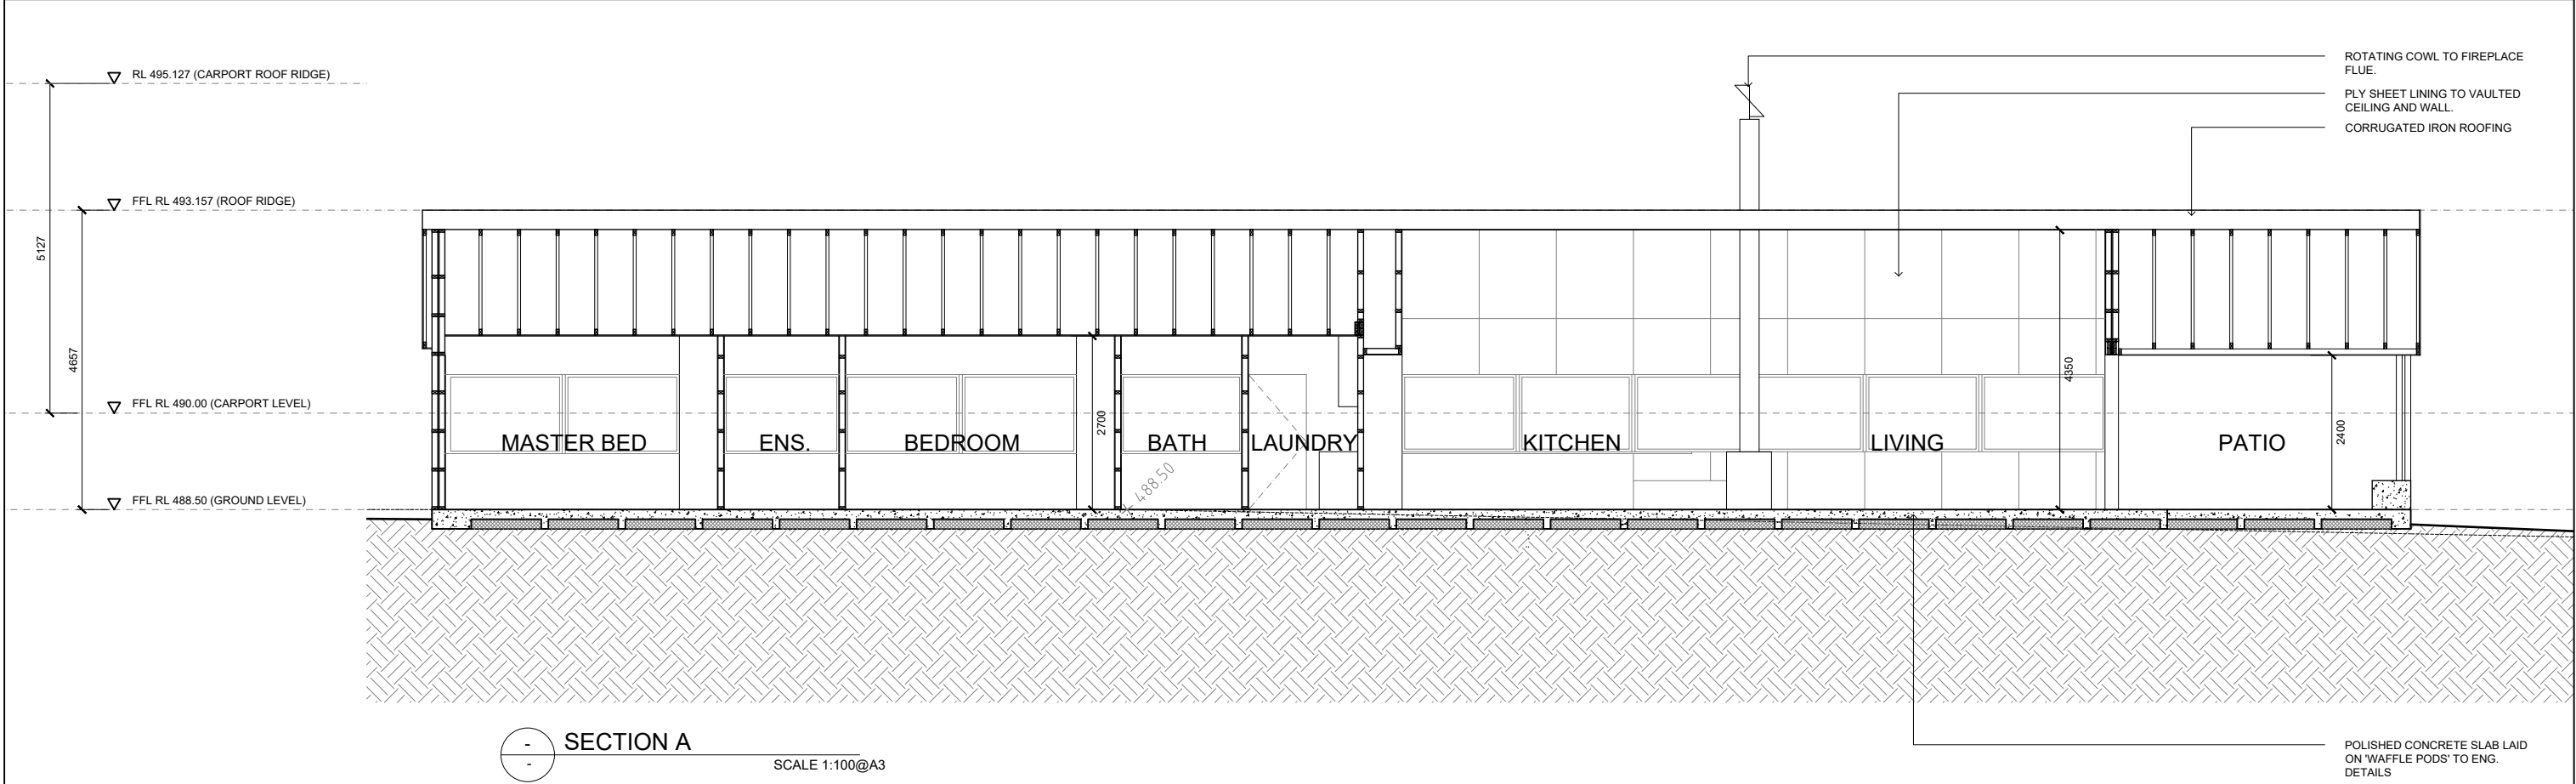 RL 495.127 (CARPORT ROOF RIDGE)
FFL RL 493.157 (ROOF RIDGE)
FFL RL 490.00 (CARPORT LEVEL)
FFL RL 488.50 (GROUND LEVEL)
5127
4657
ROTATING COWL TO FIREPLACE
FLUE.
PLY SHEET LINING TO VAULTED
CEILING AND WALL.
CORRUGATED IRON ROOFING
2700
4350
2400
MASTER BED
ENS.
BEDROOM
BATH
LAUNDRY
KITCHEN
LIVING
PATIO
488.50
-
-
SECTION A
SCALE 1:100@A3
POLISHED CONCRETE SLAB LAID
ON 'WAFFLE PODS' TO ENG.
DETAILS